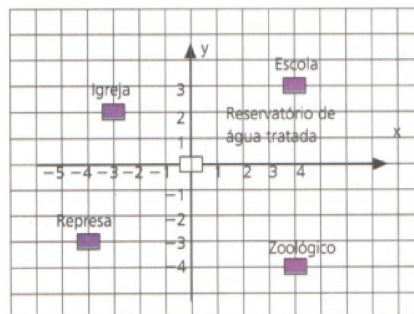 y
Escola
Igreja
3
2
Reservatório de
x
1
água tratada
−5 −4 −3 −2 −1
1 2 3 4
−1
Represa
−2
−3
Zoológico
−4